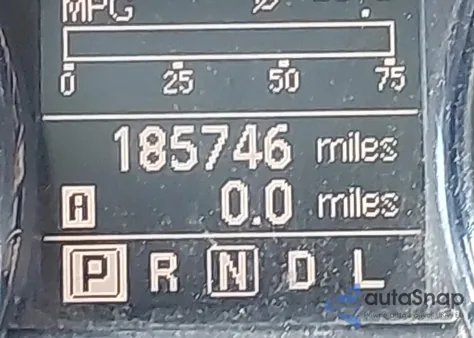 MPG
0 25 50 75
185746 miles
A 0.0 miles
P R N D L
autoSnap